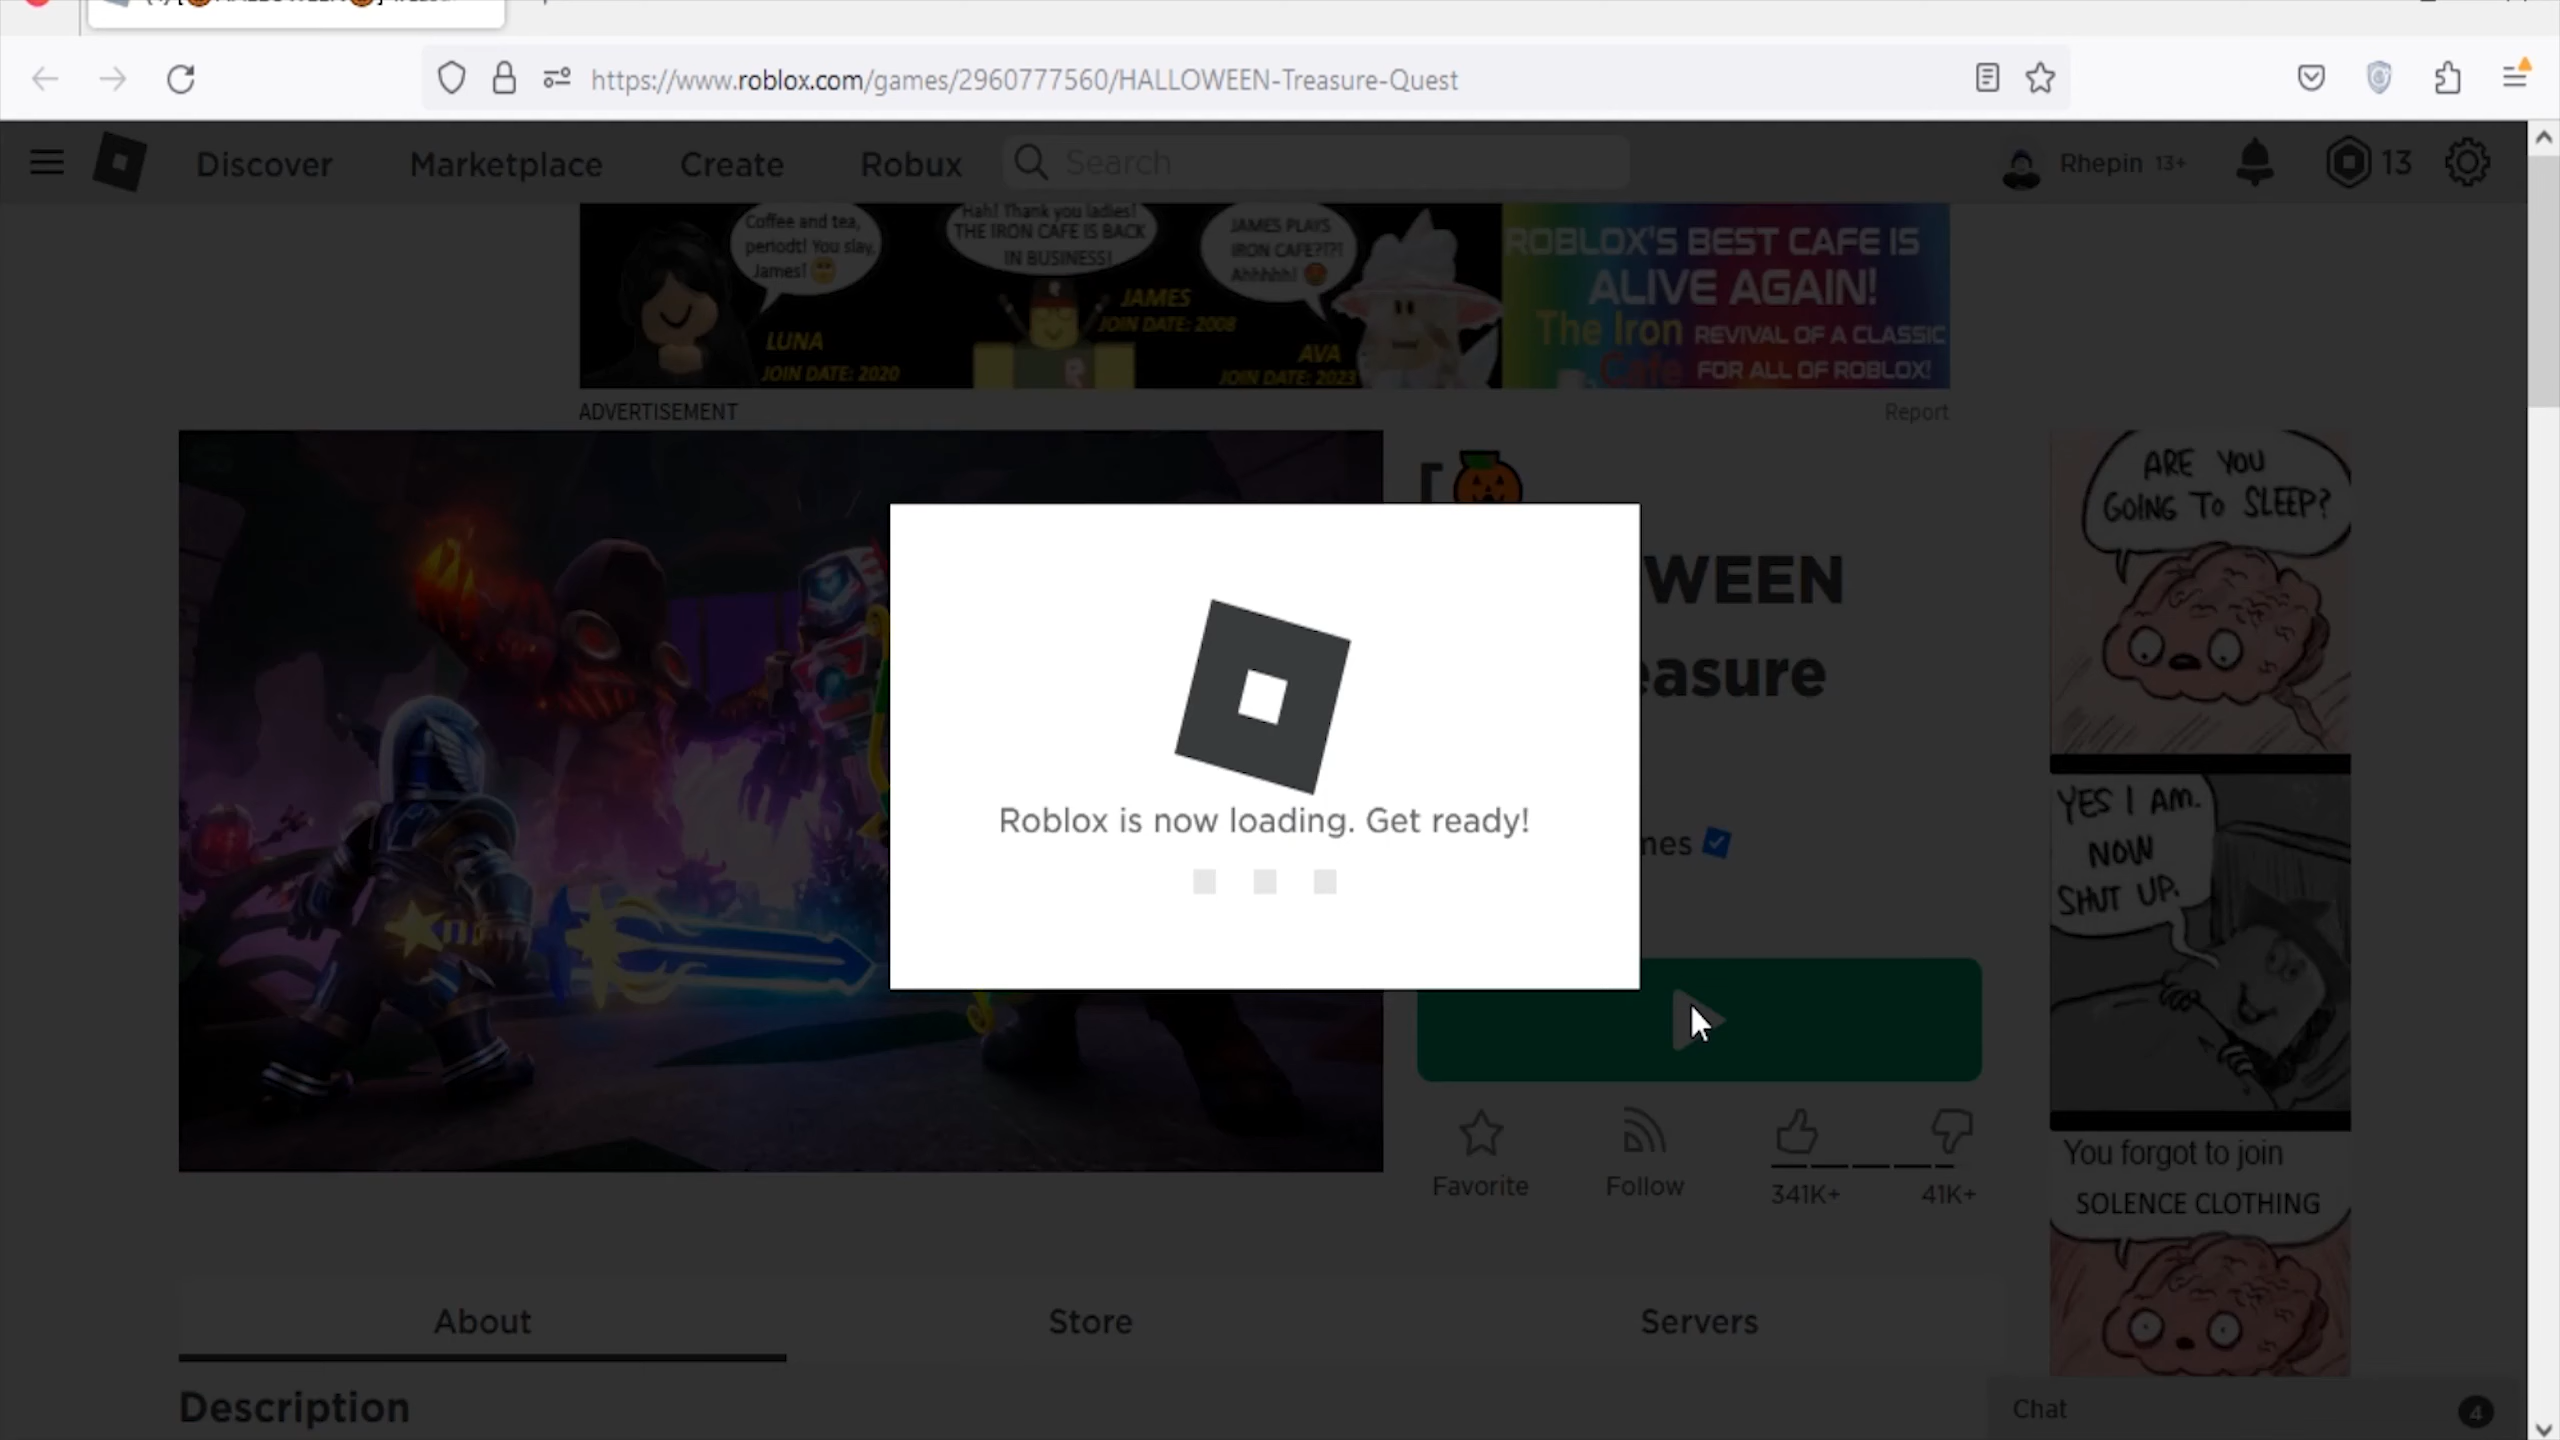 https://www.roblox.com/games/2960777560/HALLOWEEN-Treasure-Quest
Discover Marketplace Create Robux Search Rhepin 13+ 13
Coffee and tea,
periodt! You slay,
James!
LUNA
JOIN DATE: 2020
Hah! Thank you ladies!
THE IRON CAFE IS BACK
IN BUSINESS!
JAMES
JOIN DATE: 2008
JAMES PLAYS
IRON CAFE?!?!
Ahhhhh!
AVA
JOIN DATE: 2023
ROBLOX'S BEST CAFE IS
ALIVE AGAIN!
The Iron
Cafe
REVIVAL OF A CLASSIC
FOR ALL OF ROBLOX!
ADVERTISEMENT Report
[🎃
WEEN
easure
nes
Roblox is now loading. Get ready!
Favorite Follow 341K+ 41K+
ARE YOU
GOING TO SLEEP?
YES I AM.
NOW
SHUT UP.
You forgot to join
SOLENCE CLOTHING
About Store Servers
Description
Chat 4